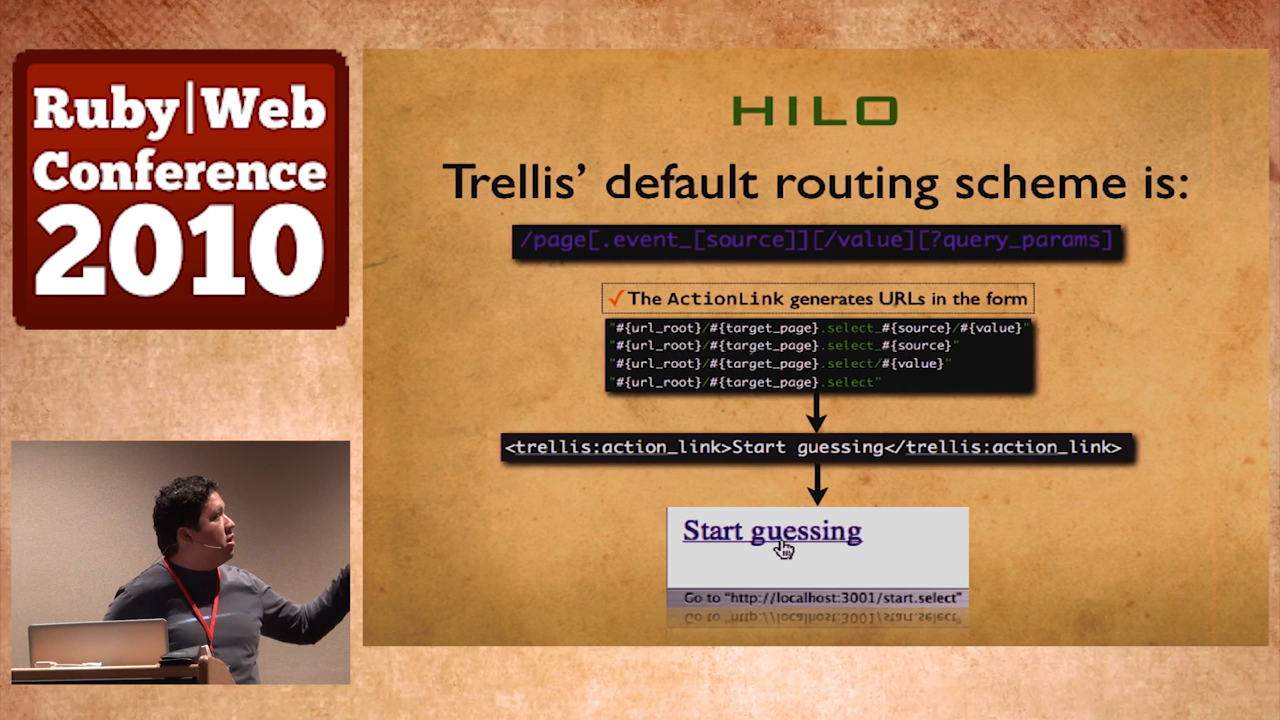 Ruby|Web
Conference
2010
HILO
Trellis’ default routing scheme is:
/page[.event_[source]][/value][?query_params]
✓The ActionLink generates URLs in the form
"#{url_root}/#{target_page}.select_#{source}/#{value}"
"#{url_root}/#{target_page}.select_#{source}"
"#{url_root}/#{target_page}.select/#{value}"
"#{url_root}/#{target_page}.select"
<trellis:action_link>Start guessing</trellis:action_link>
Start guessing
Go to "http://localhost:3001/start.select"